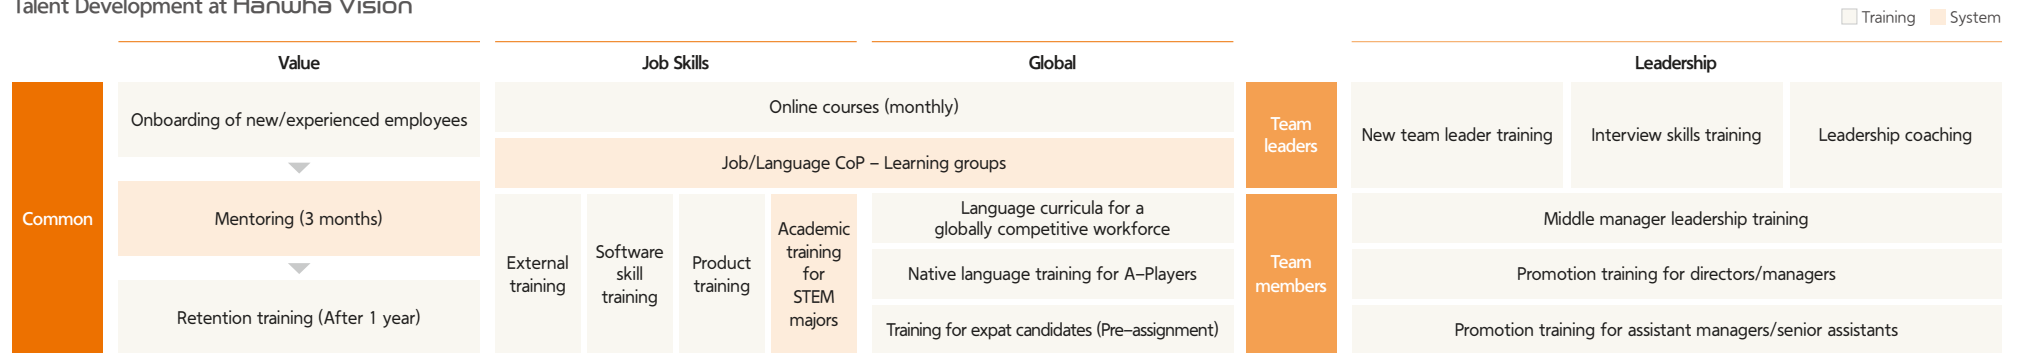 Talent Development at Hanwha Vision
Training
System
Value
Job Skills
Global
Leadership
Common
Onboarding of new/experienced employees
Mentoring (3 months)
Retention training (After 1 year)
Online courses (monthly)
Job/Language CoP – Learning groups
External
training
Software
skill
training
Product
training
Academic
training
for
STEM
majors
Language curricula for a
globally competitive workforce
Native language training for A–Players
Training for expat candidates (Pre–assignment)
Team
leaders
New team leader training
Interview skills training
Leadership coaching
Team
members
Middle manager leadership training
Promotion training for directors/managers
Promotion training for assistant managers/senior assistants